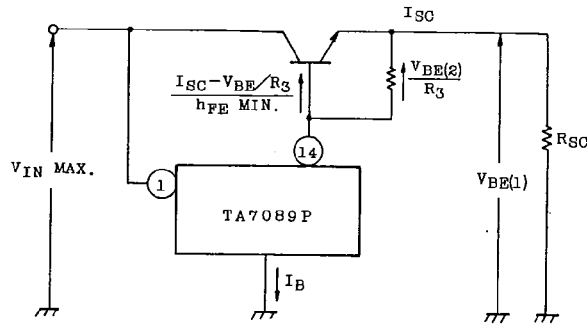 I_SC
I_SC−V_BE/R_3
h_FE MIN.
V_BE(2)
R_3
14
R_SC
V_IN MAX.
1
V_BE(1)
TA7089P
I_B